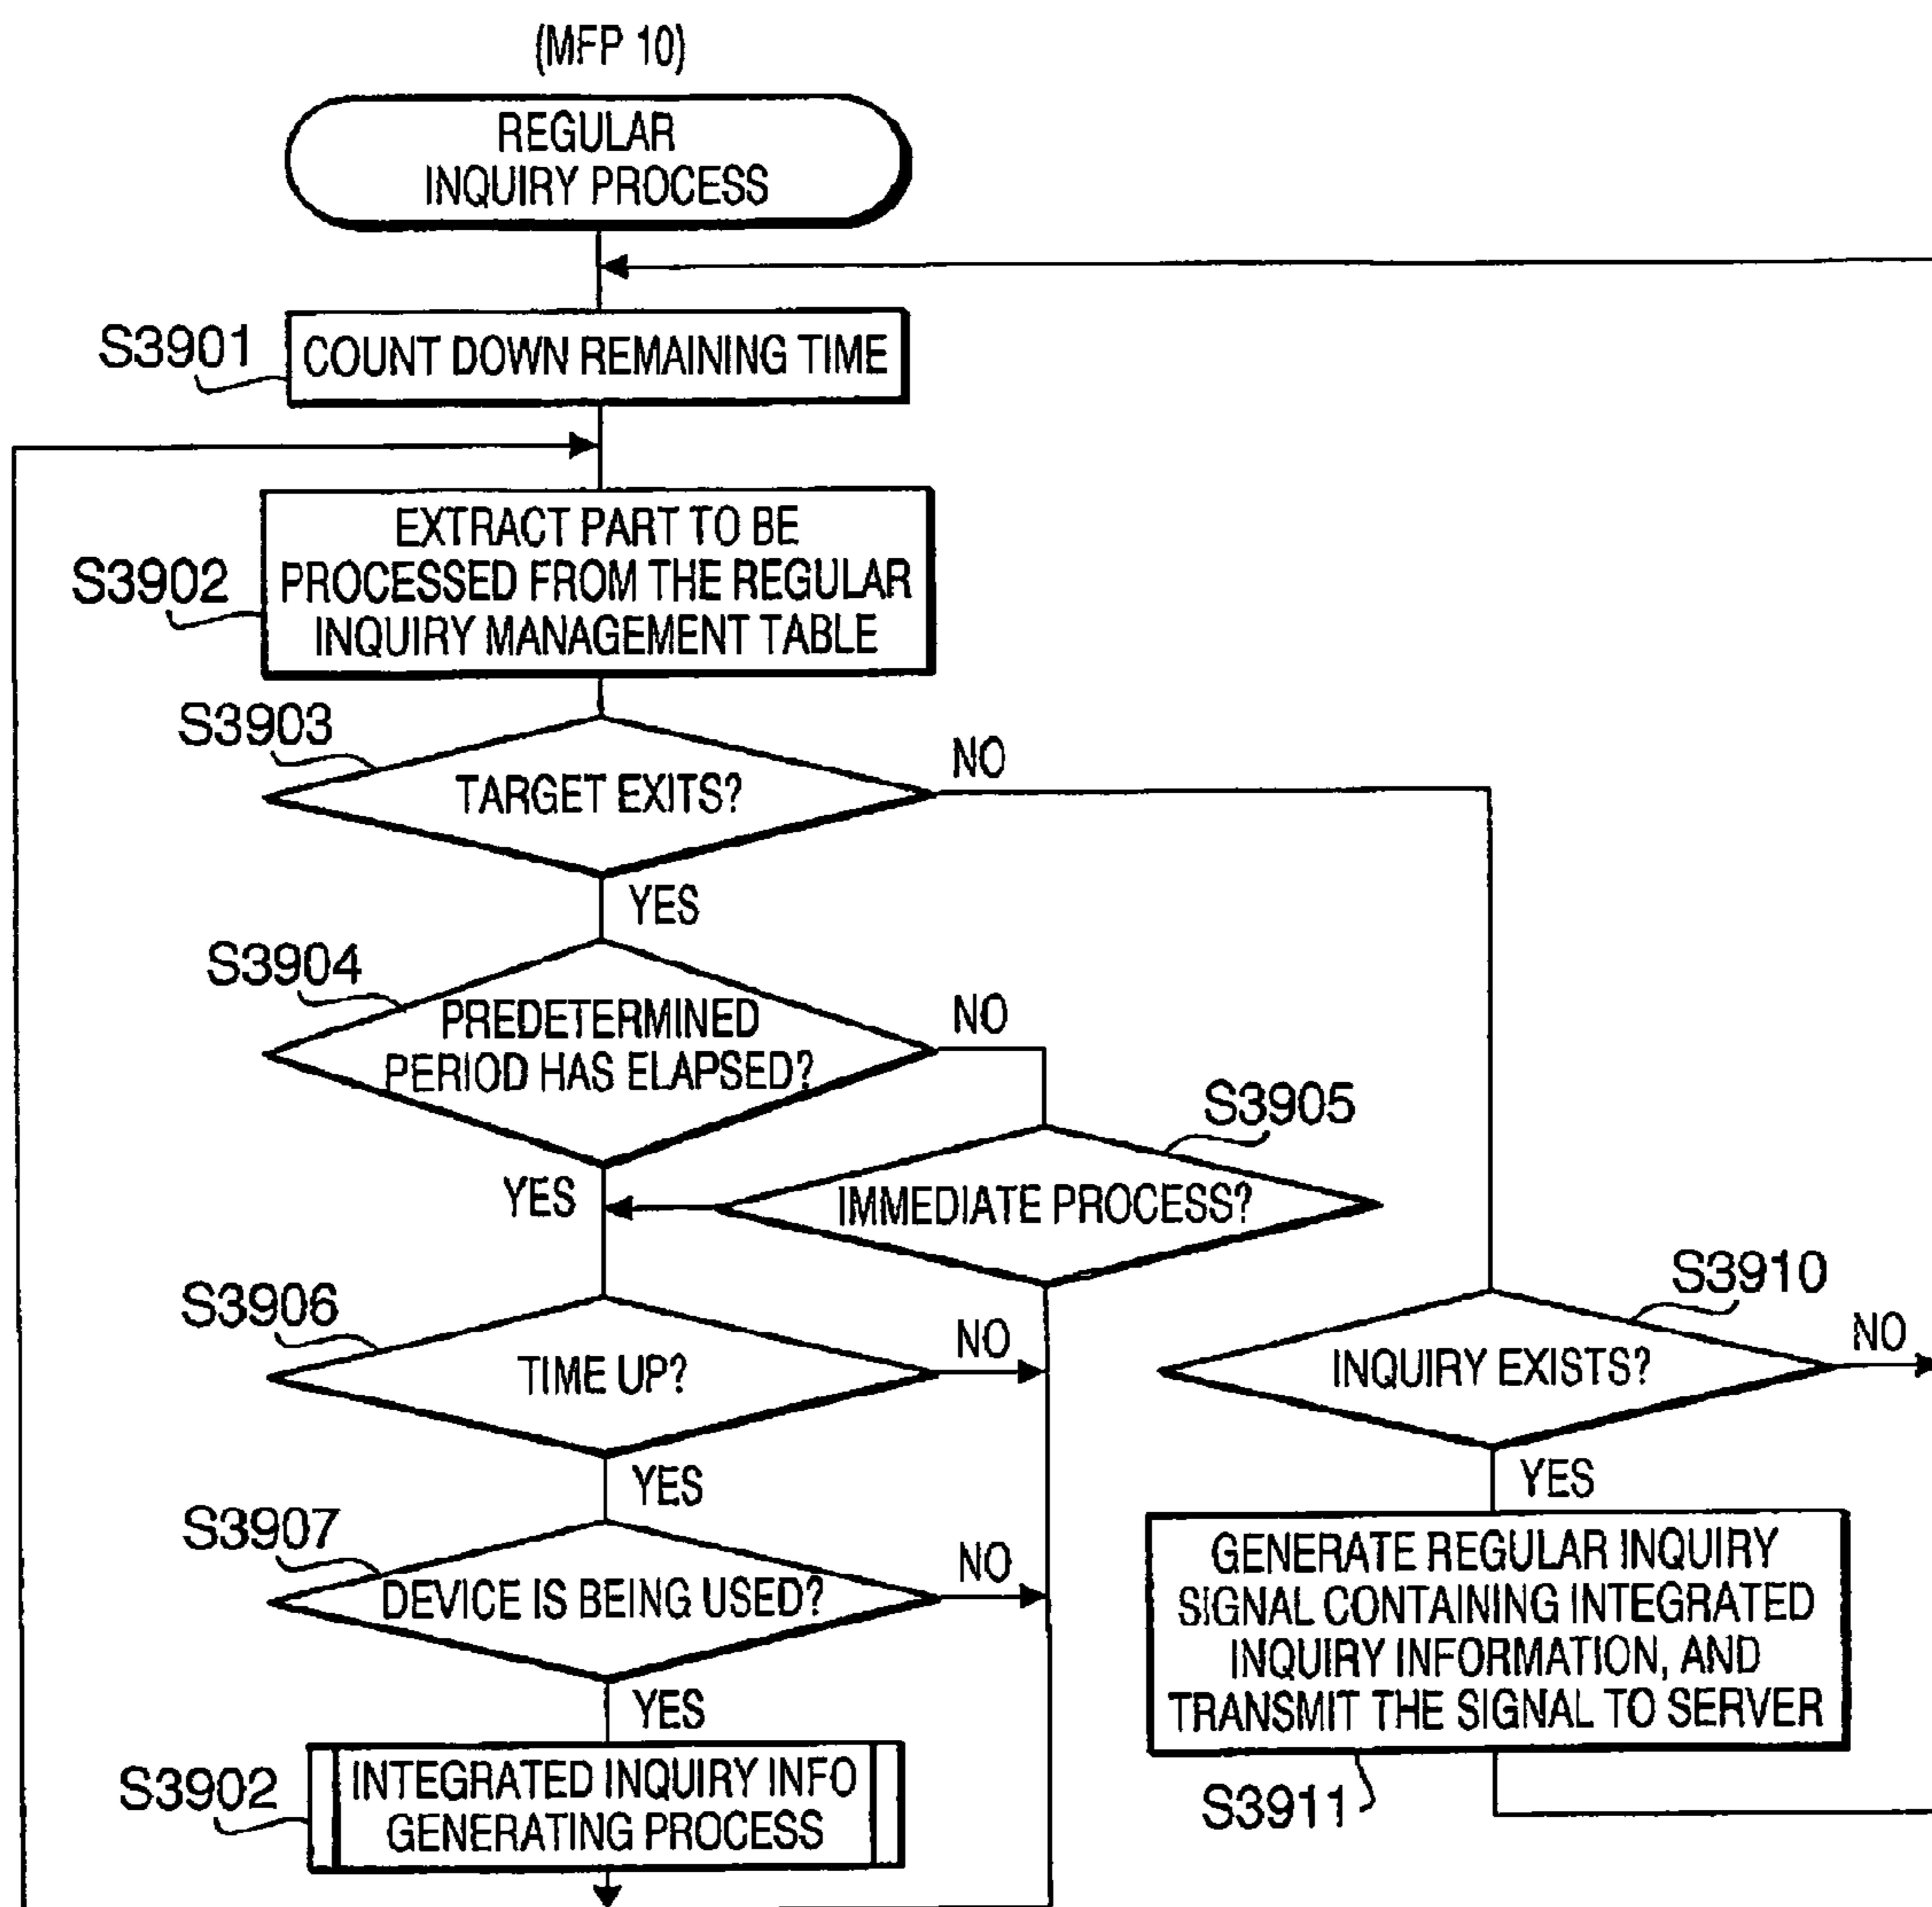 (MFP 10)
REGULAR
INQUIRY PROCESS
S3901
COUNT DOWN REMAINING TIME
S3902
EXTRACT PART TO BE
PROCESSED FROM THE REGULAR
INQUIRY MANAGEMENT TABLE
S3903
TARGET EXITS?
NO
YES
S3904
PREDETERMINED
PERIOD HAS ELAPSED?
NO
YES
S3905
IMMEDIATE PROCESS?
S3906
TIME UP?
NO
YES
S3907
DEVICE IS BEING USED?
NO
YES
S3902
INTEGRATED INQUIRY INFO
GENERATING PROCESS
S3910
INQUIRY EXISTS?
NO
YES
GENERATE REGULAR INQUIRY
SIGNAL CONTAINING INTEGRATED
INQUIRY INFORMATION, AND
TRANSMIT THE SIGNAL TO SERVER
S3911